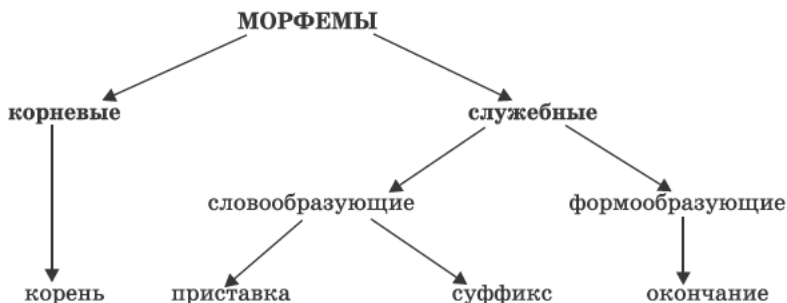 МОРФЕМЫ
корневые служебные
словообразующие формообразующие
корень приставка суффикс окончание